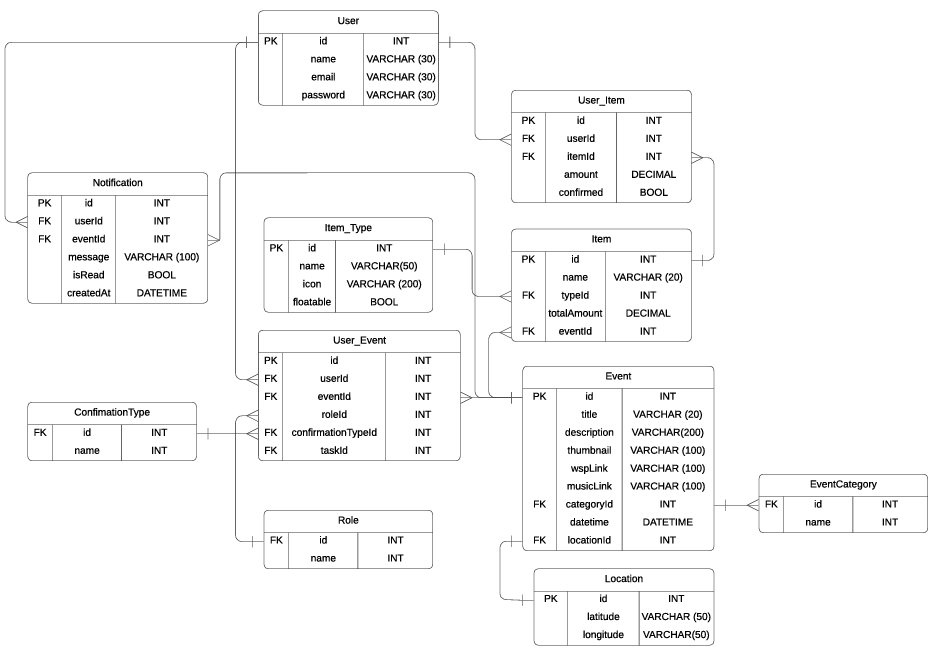 User
PK id INT
name VARCHAR (30)
email VARCHAR (30)
password VARCHAR (30)
User_Item
PK id INT
FK userId INT
FK itemId INT
amount DECIMAL
confirmed BOOL
Notification
PK id INT
FK userId INT
FK eventId INT
message VARCHAR (100)
isRead BOOL
createdAt DATETIME
Item_Type
PK id INT
name VARCHAR(50)
icon VARCHAR (200)
floatable BOOL
Item
PK id INT
name VARCHAR (20)
FK typeId INT
totalAmount DECIMAL
FK eventId INT
User_Event
PK id INT
FK userId INT
FK eventId INT
FK roleId INT
FK confirmationTypeId INT
FK taskId INT
Event
PK id INT
title VARCHAR (20)
description VARCHAR(200)
thumbnail VARCHAR (100)
wspLink VARCHAR (100)
musicLink VARCHAR (100)
FK categoryId INT
datetime DATETIME
FK locationId INT
ConfimationType
FK id INT
name INT
EventCategory
FK id INT
name INT
Role
FK id INT
name INT
Location
PK id INT
latitude VARCHAR (50)
longitude VARCHAR(50)